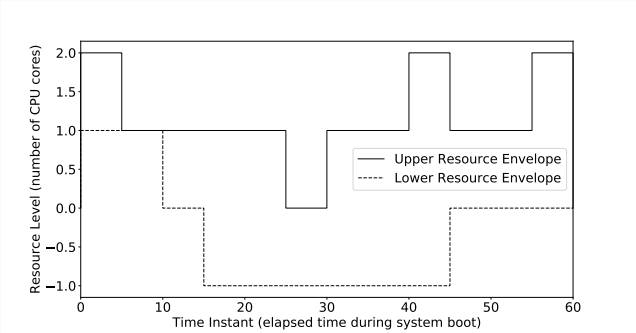 Resource Level (number of CPU cores)
2.0
1.5
1.0
0.5
0.0
−0.5
−1.0
Upper Resource Envelope
Lower Resource Envelope
0 10 20 30 40 50 60
Time Instant (elapsed time during system boot)